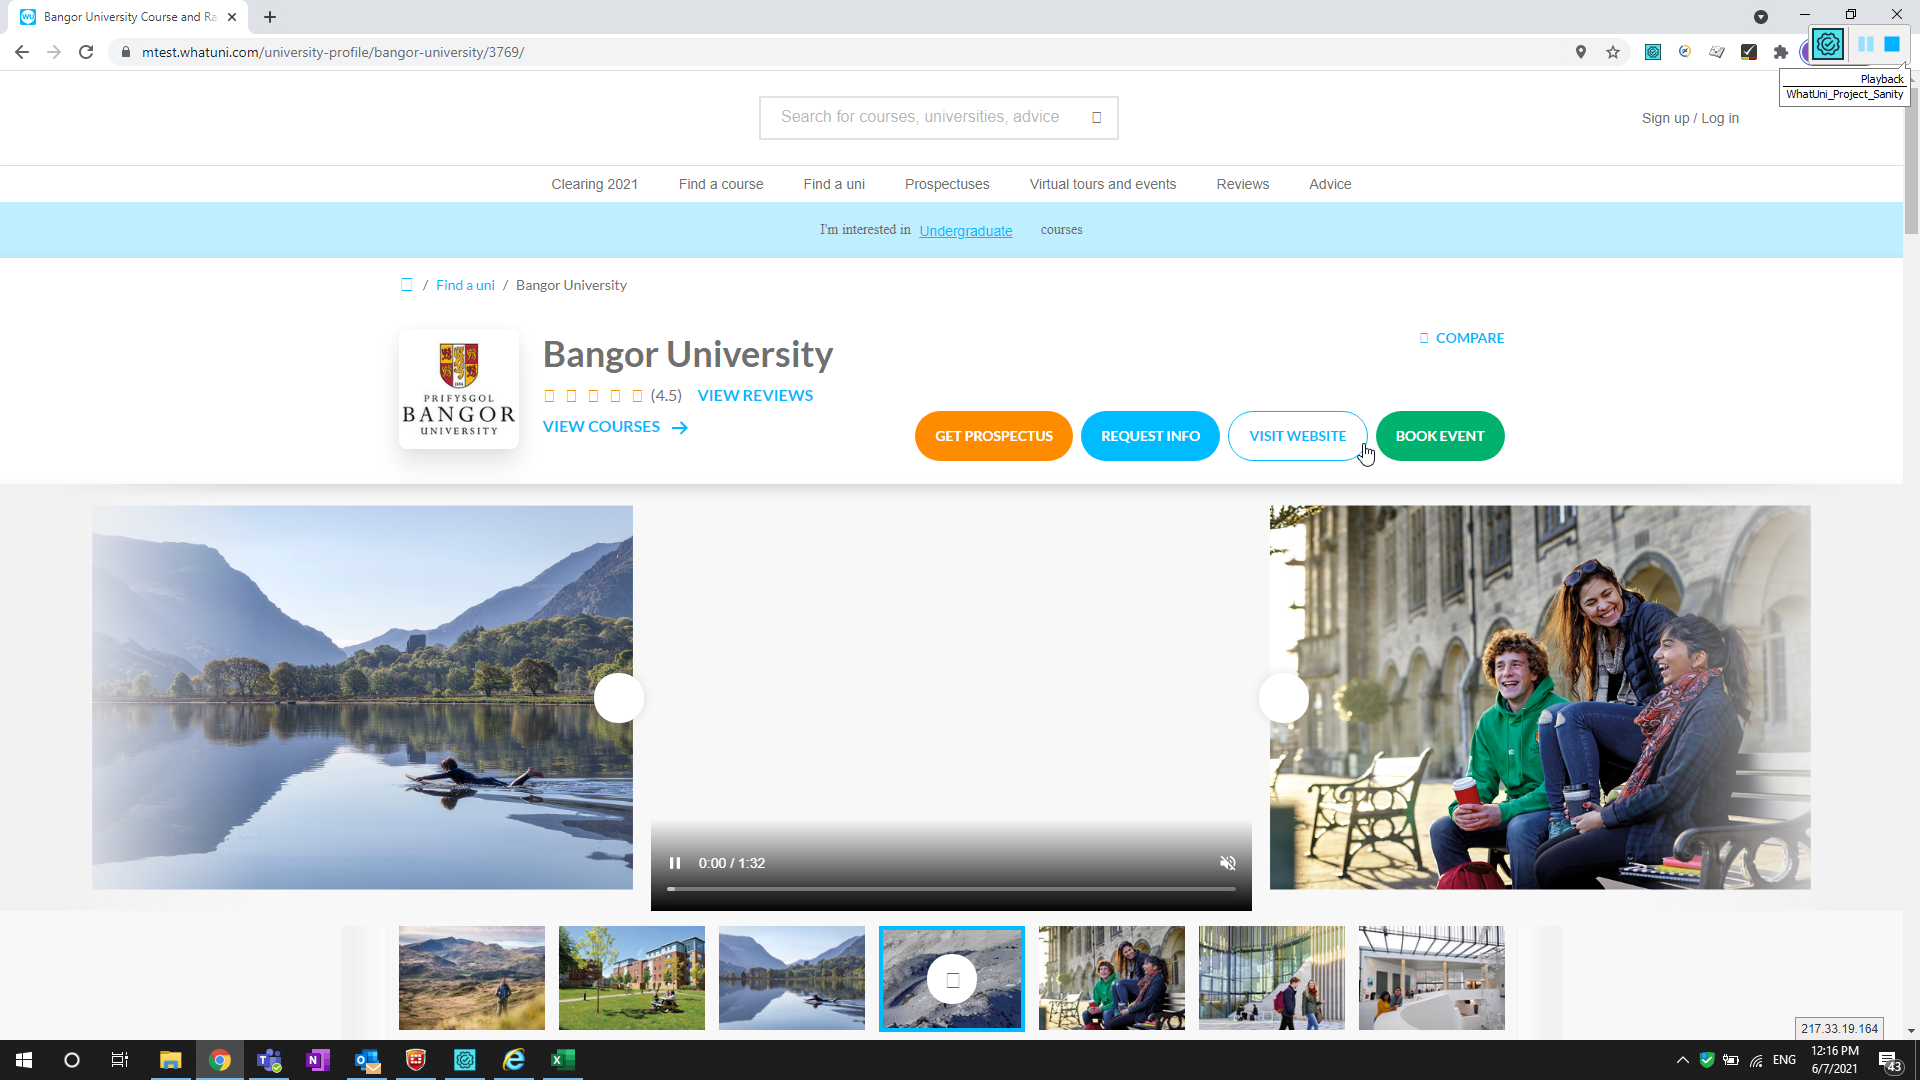 Bangor University Course and Ra
mtest.whatuni.com/university-profile/bangor-university/3769/
Playback
WhatUni_Project_Sanity
Search for courses, universities, advice
Sign up / Log in
Clearing 2021
Find a course
Find a uni
Prospectuses
Virtual tours and events
Reviews
Advice
I'm interested in Undergraduate courses
/ Find a uni / Bangor University
PRIFYSGOL
BANGOR
UNIVERSITY
Bangor University
COMPARE
(4.5) VIEW REVIEWS
VIEW COURSES
GET PROSPECTUS
REQUEST INFO
VISIT WEBSITE
BOOK EVENT
0:00 / 1:32
217.33.19.164
ENG
12:16 PM
6/7/2021
43